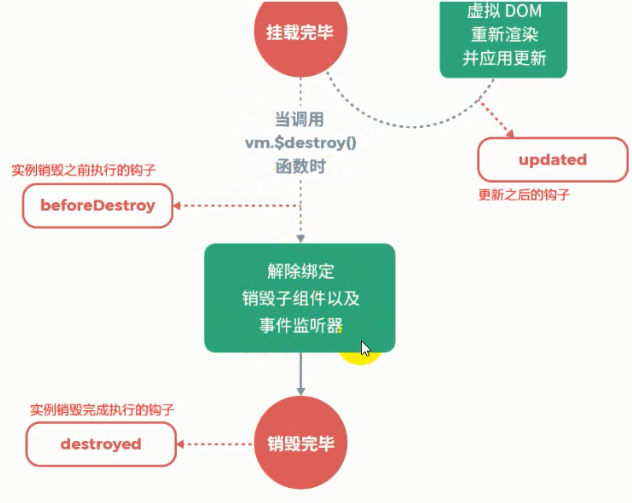 虚拟 DOM
重新渲染
并应用更新
挂载完毕
当调用
vm.$destroy()
函数时
updated
更新之后的钩子
实例销毁之前执行的钩子
beforeDestroy
解除绑定
销毁子组件以及
事件监听器
实例销毁完成执行的钩子
destroyed
销毁完毕